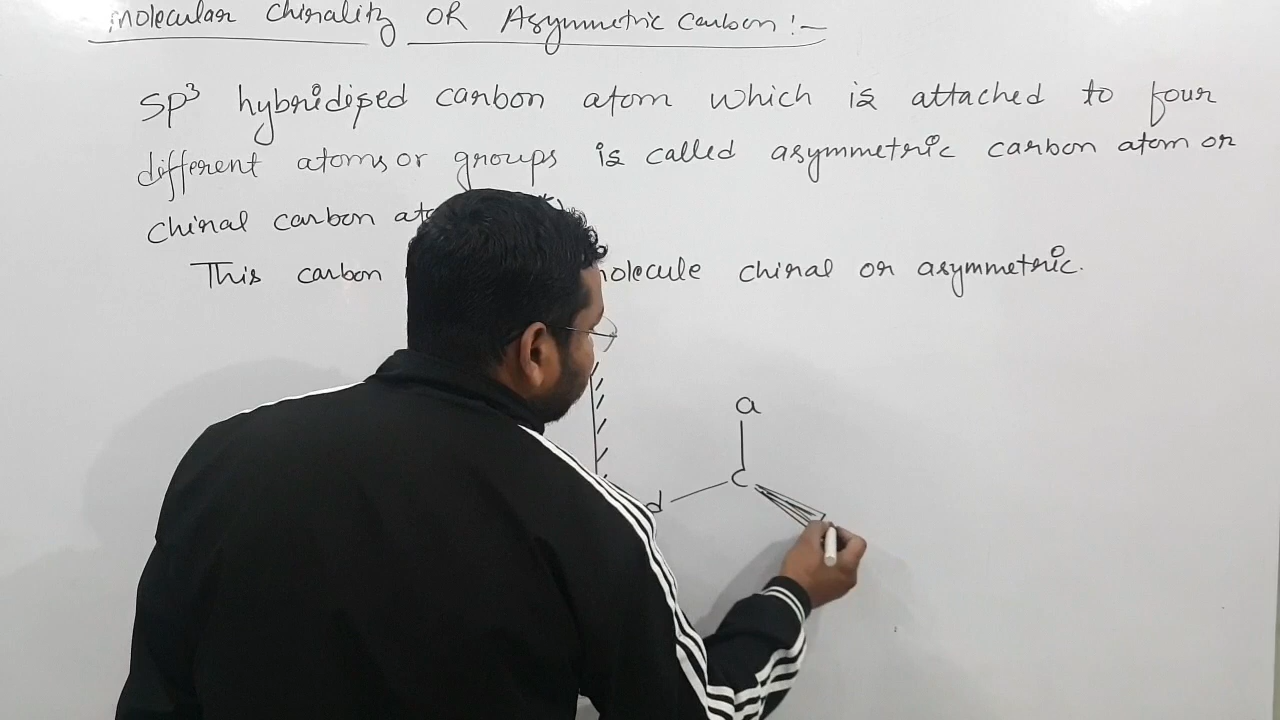 Molecular Chirality OR Asymmetric Carbon :-
SP³ hybridised carbon atom which is attached to four
different atoms or groups is called asymmetric carbon atom or
chiral carbon
This carbon molecule chiral or asymmetric.
a
C
d